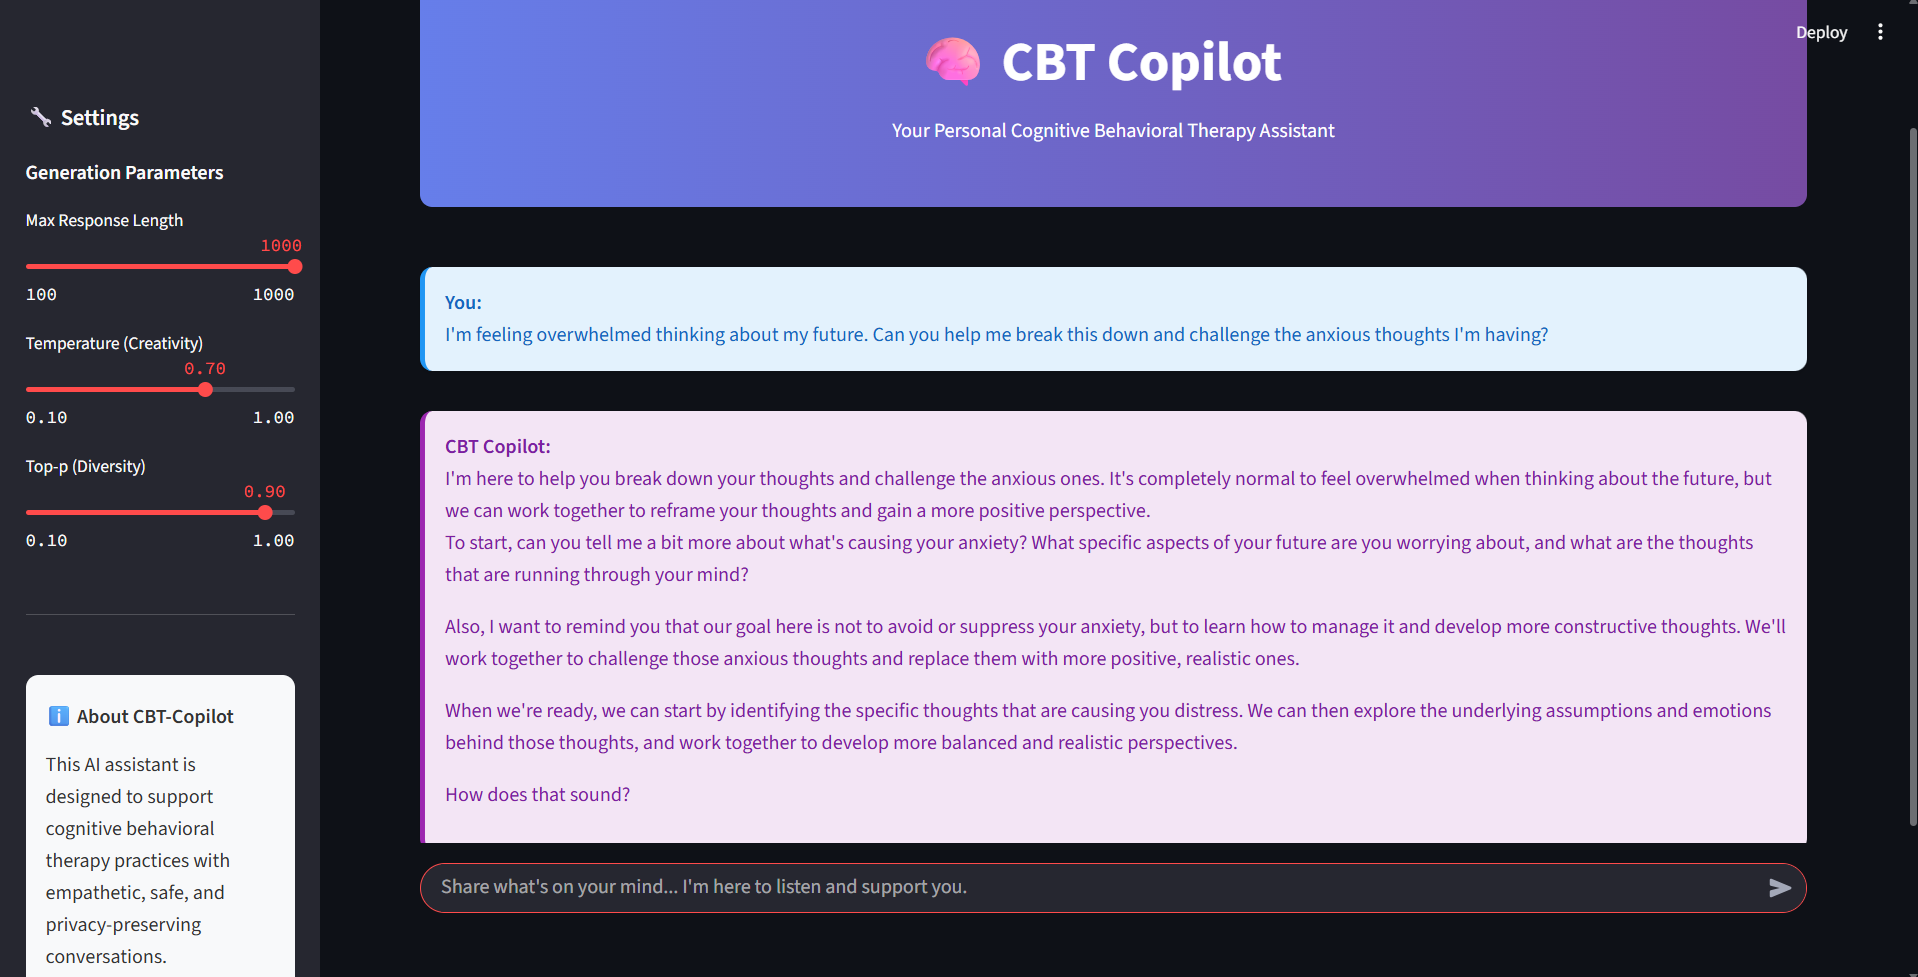 Deploy
🔧 Settings
Generation Parameters
Max Response Length
1000
100 1000
Temperature (Creativity)
0.70
0.10 1.00
Top-p (Diversity)
0.90
0.10 1.00
ℹ️ About CBT-Copilot
This AI assistant is
designed to support
cognitive behavioral
therapy practices with
empathetic, safe, and
privacy-preserving
conversations.
🧠 CBT Copilot
Your Personal Cognitive Behavioral Therapy Assistant
You:
I'm feeling overwhelmed thinking about my future. Can you help me break this down and challenge the anxious thoughts I'm having?
CBT Copilot:
I'm here to help you break down your thoughts and challenge the anxious ones. It's completely normal to feel overwhelmed when thinking about the future, but
we can work together to reframe your thoughts and gain a more positive perspective.
To start, can you tell me a bit more about what's causing your anxiety? What specific aspects of your future are you worrying about, and what are the thoughts
that are running through your mind?
Also, I want to remind you that our goal here is not to avoid or suppress your anxiety, but to learn how to manage it and develop more constructive thoughts. We'll
work together to challenge those anxious thoughts and replace them with more positive, realistic ones.
When we're ready, we can start by identifying the specific thoughts that are causing you distress. We can then explore the underlying assumptions and emotions
behind those thoughts, and work together to develop more balanced and realistic perspectives.
How does that sound?
Share what's on your mind... I'm here to listen and support you.